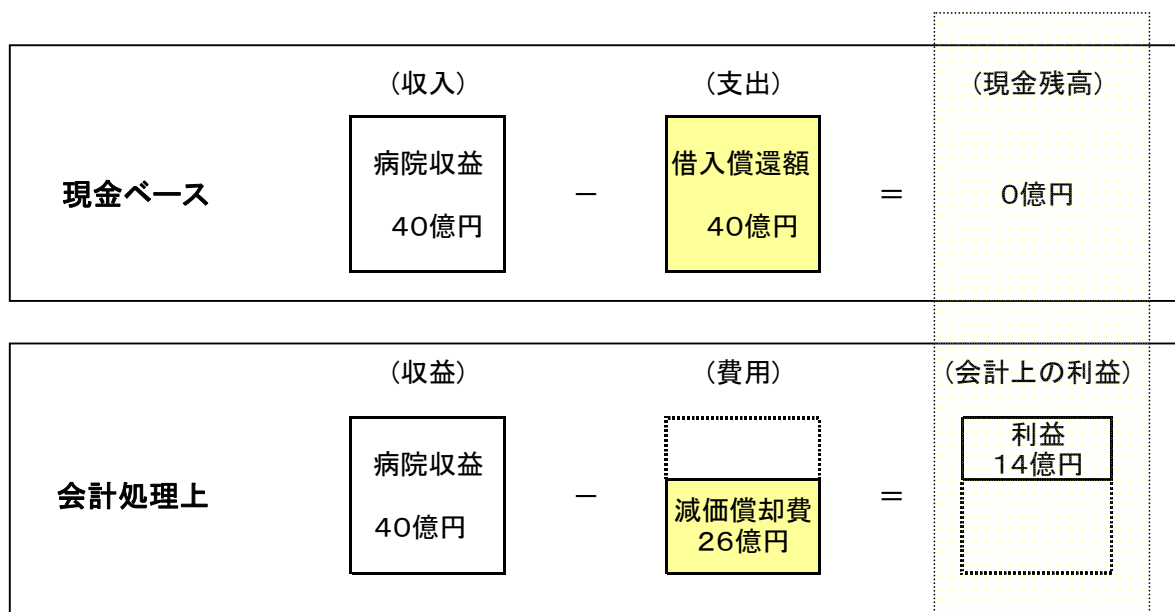 (収入) (支出) (現金残高)
病院収益 借入償還額
現金ベース － ＝ 0億円
40億円 40億円
(収益) (費用) (会計上の利益)
利益
病院収益 14億円
会計処理上 － ＝
減価償却費
40億円 26億円